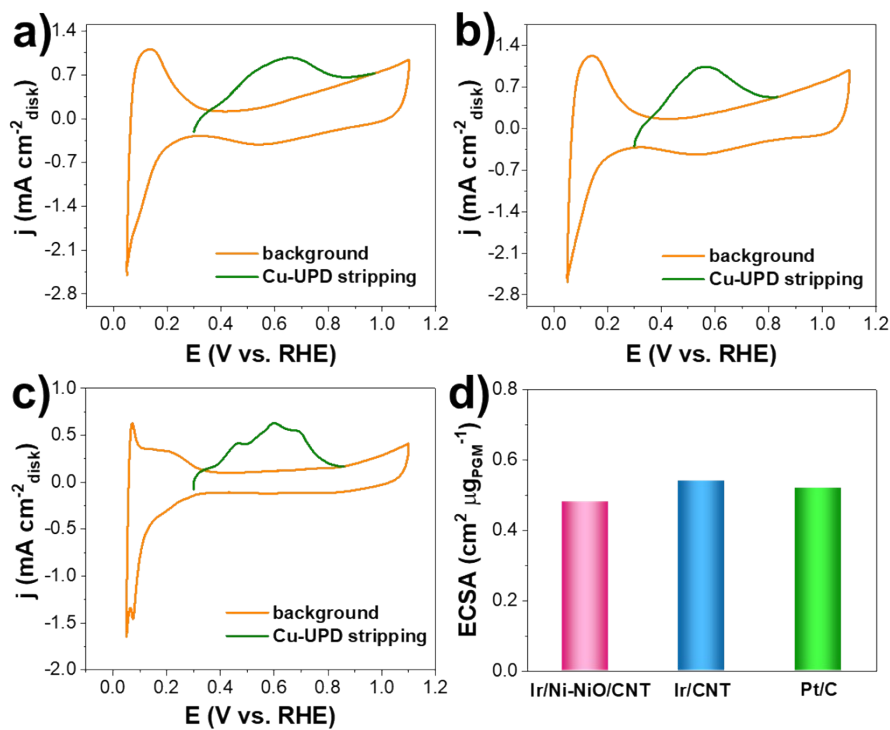 a)
1.4
0.7
0.0
-0.7
-1.4
-2.1
-2.8
j (mA cm⁻²disk)
background
Cu-UPD stripping
0.0 0.2 0.4 0.6 0.8 1.0 1.2
E (V vs. RHE)
b)
1.4
0.7
0.0
-0.7
-1.4
-2.1
-2.8
j (mA cm⁻²disk)
background
Cu-UPD stripping
0.0 0.2 0.4 0.6 0.8 1.0 1.2
E (V vs. RHE)
c)
1.0
0.5
0.0
-0.5
-1.0
-1.5
-2.0
j (mA cm⁻²disk)
background
Cu-UPD stripping
0.0 0.2 0.4 0.6 0.8 1.0 1.2
E (V vs. RHE)
d)
0.8
0.6
0.4
0.2
0.0
ECSA (cm² μgPGM⁻¹)
Ir/Ni-NiO/CNT Ir/CNT Pt/C